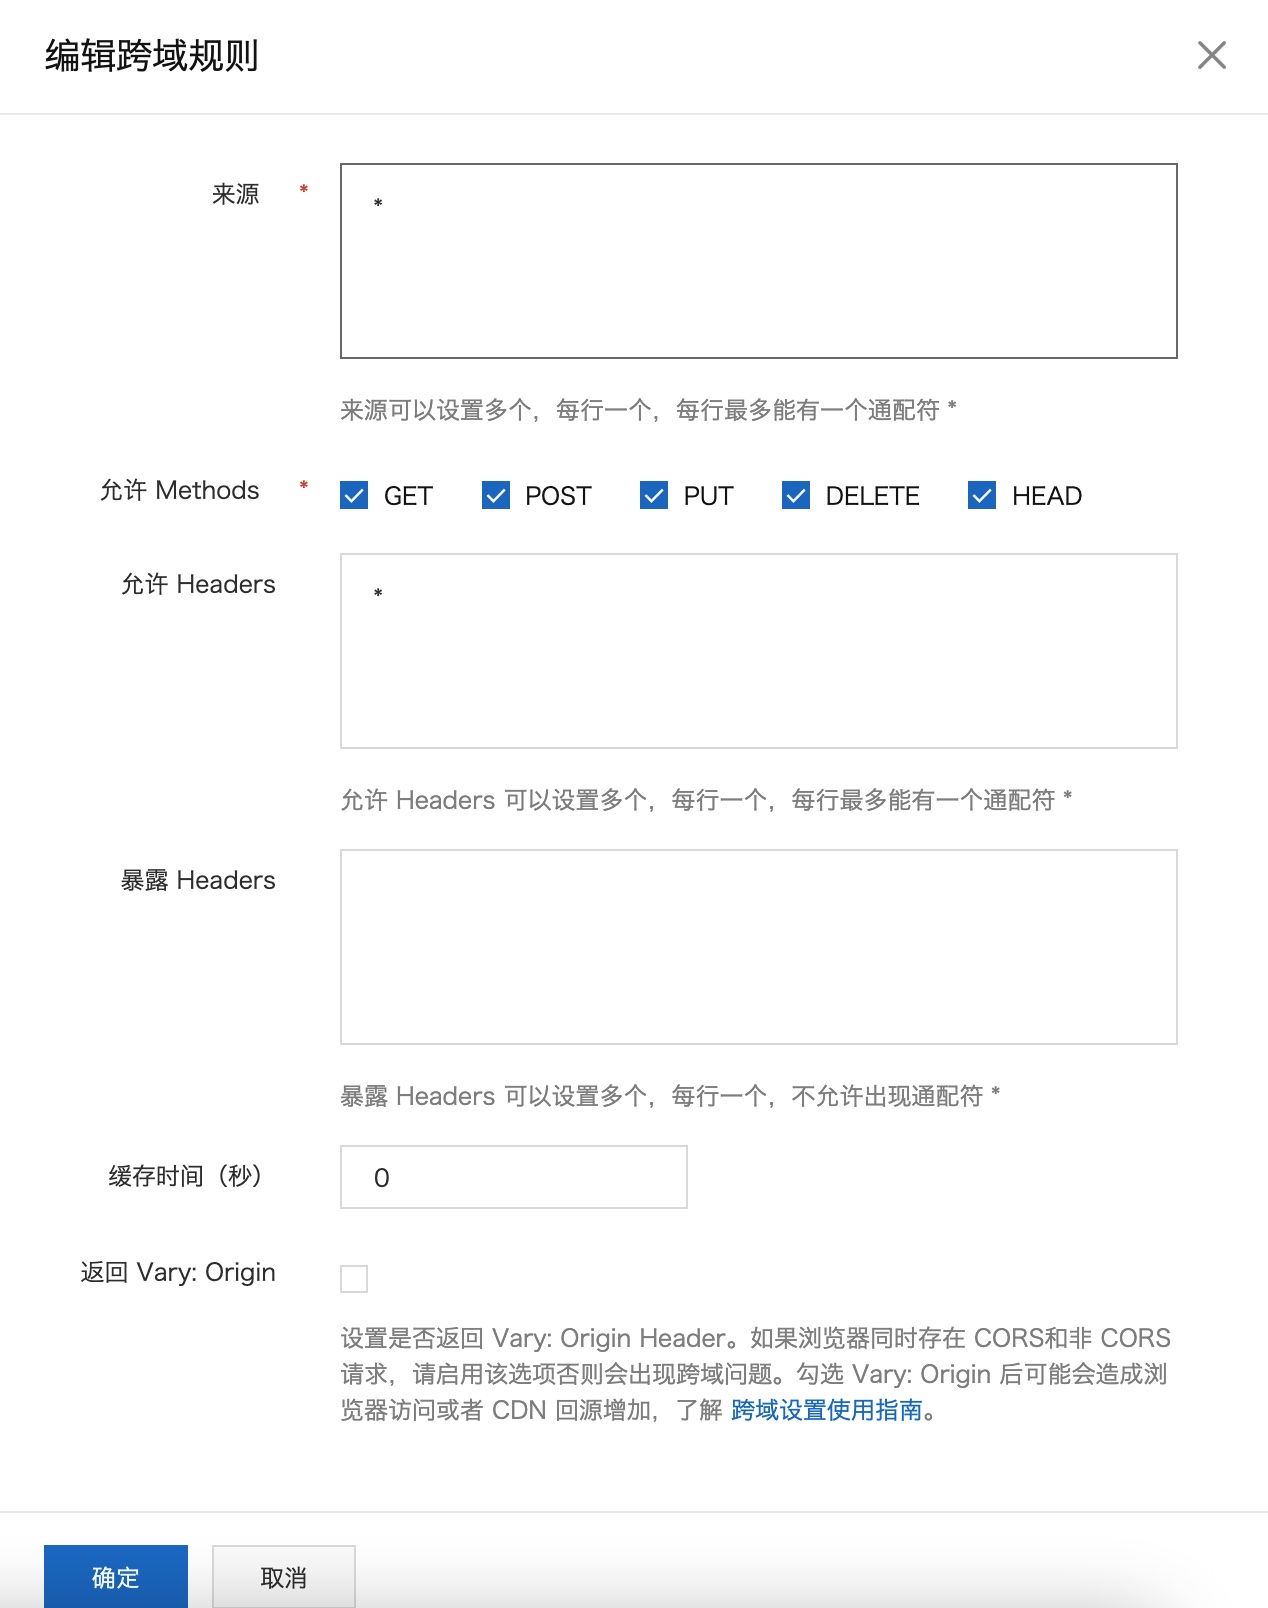 编辑跨域规则
来源 *
*
来源可以设置多个，每行一个，每行最多能有一个通配符 *
允许 Methods * GET POST PUT DELETE HEAD
允许 Headers
*
允许 Headers 可以设置多个，每行一个，每行最多能有一个通配符 *
暴露 Headers
暴露 Headers 可以设置多个，每行一个，不允许出现通配符 *
缓存时间（秒） 0
返回 Vary: Origin
设置是否返回 Vary: Origin Header。如果浏览器同时存在 CORS和非 CORS
请求，请启用该选项否则会出现跨域问题。勾选 Vary: Origin 后可能会造成浏
览器访问或者 CDN 回源增加，了解 跨域设置使用指南。
确定 取消